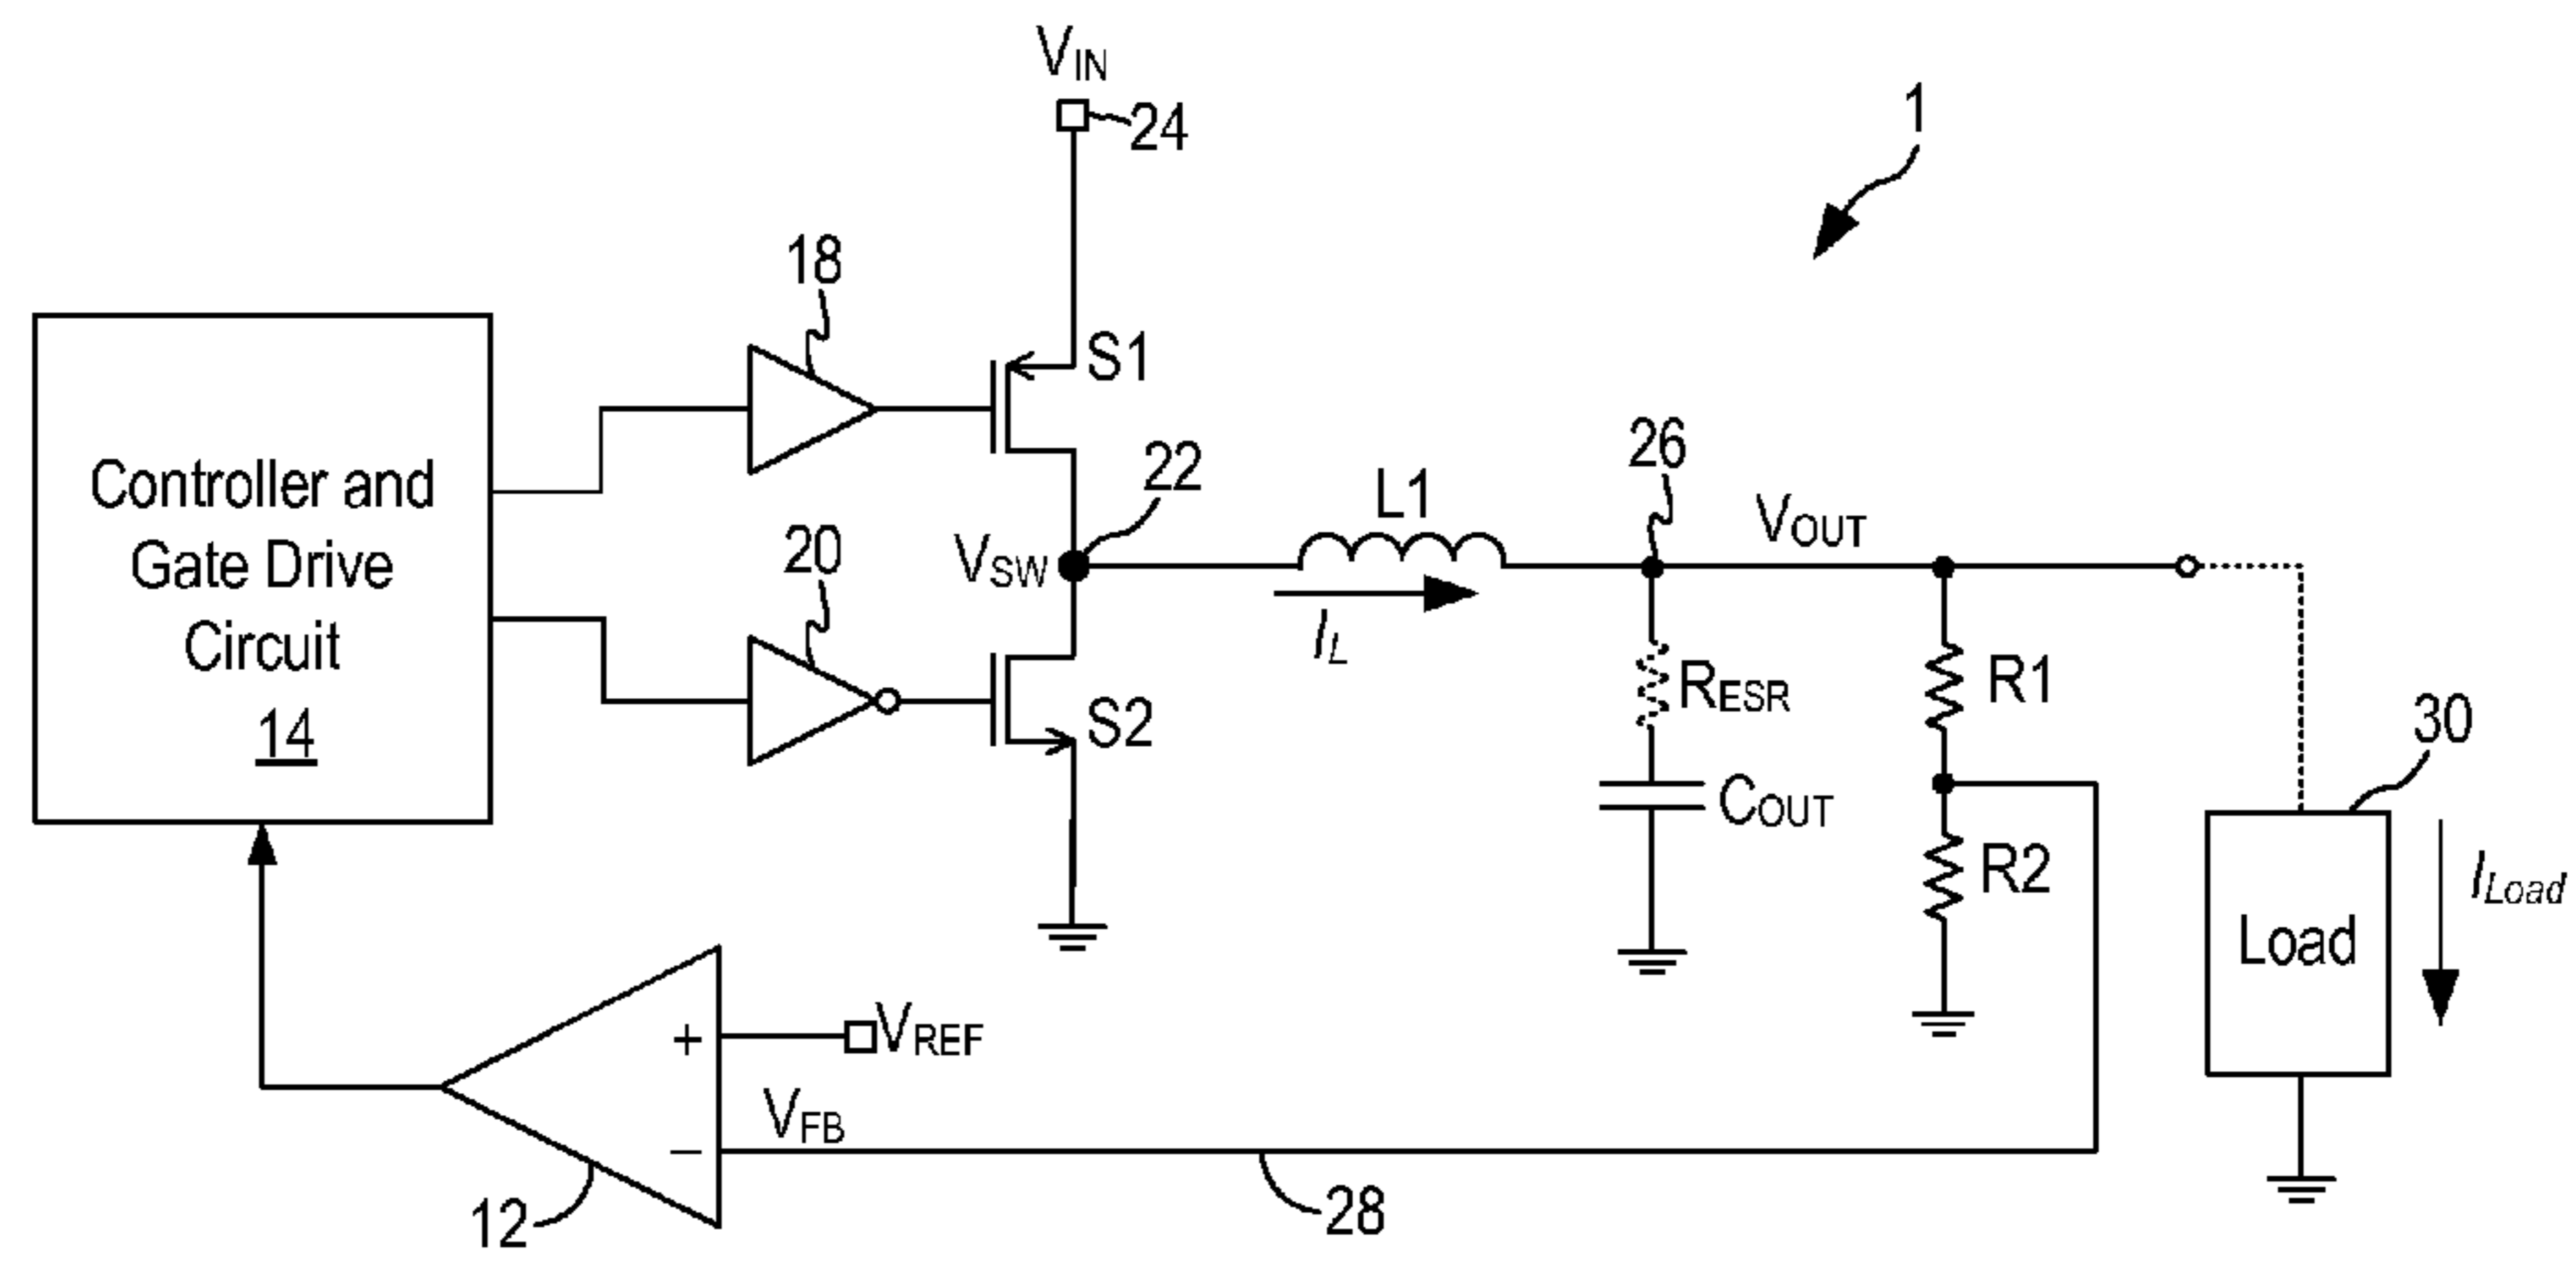 VIN
24
1
18
S1
Controller and
Gate Drive
Circuit
14
22
20
VSW
L1
IL
26
VOUT
RESR
R1
S2
COUT
R2
30
Load
ILoad
+
VREF
VFB
−
12
28